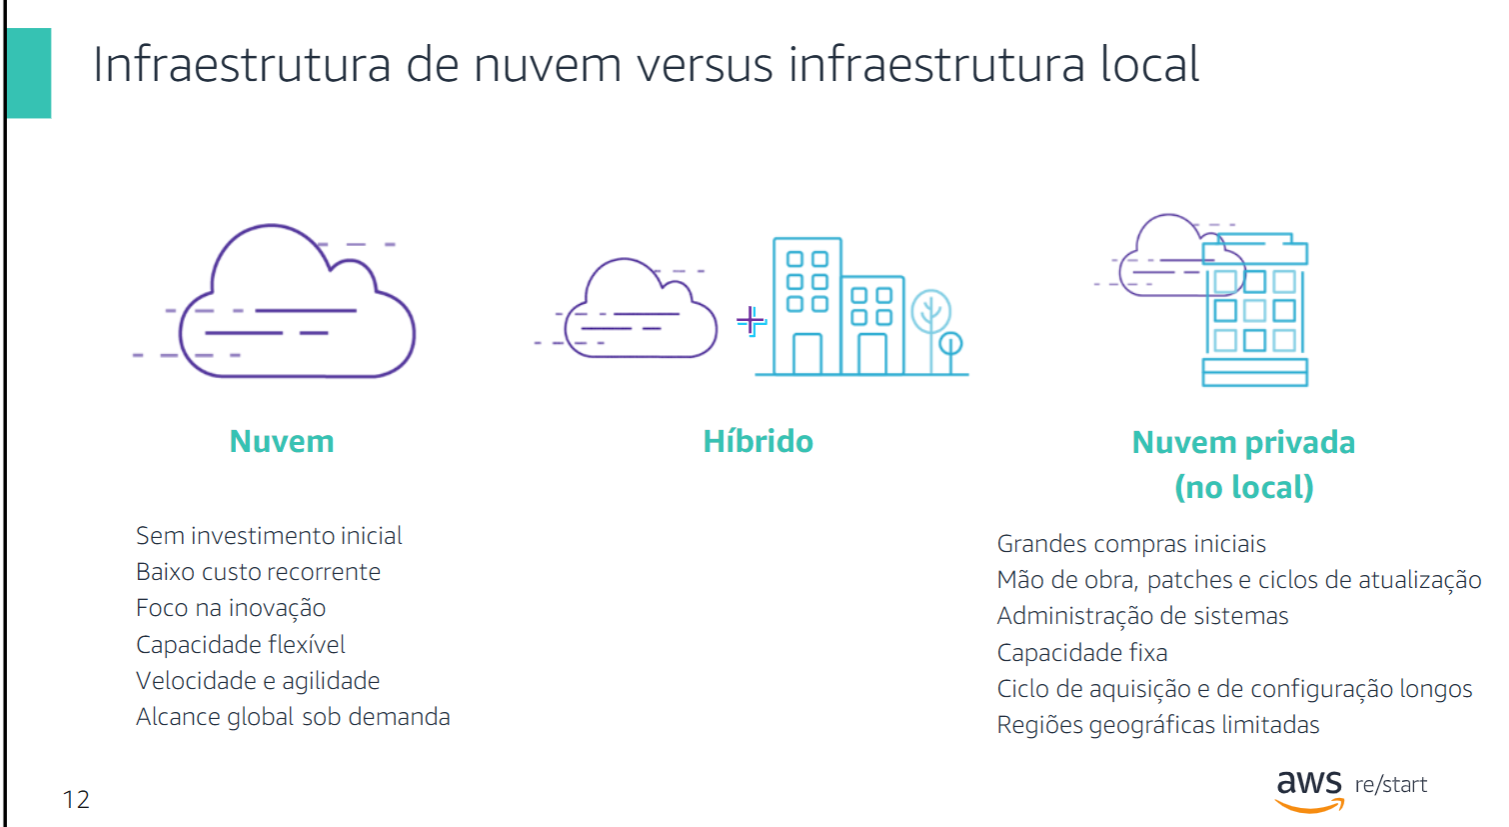 Infraestrutura de nuvem versus infraestrutura local
Nuvem
Sem investimento inicial
Baixo custo recorrente
Foco na inovação
Capacidade flexível
Velocidade e agilidade
Alcance global sob demanda
Híbrido
Nuvem privada
(no local)
Grandes compras iniciais
Mão de obra, patches e ciclos de atualização
Administração de sistemas
Capacidade fixa
Ciclo de aquisição e de configuração longos
Regiões geográficas limitadas
12
aws re/start